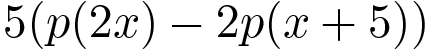 5(p(2x) − 2p(x + 5))